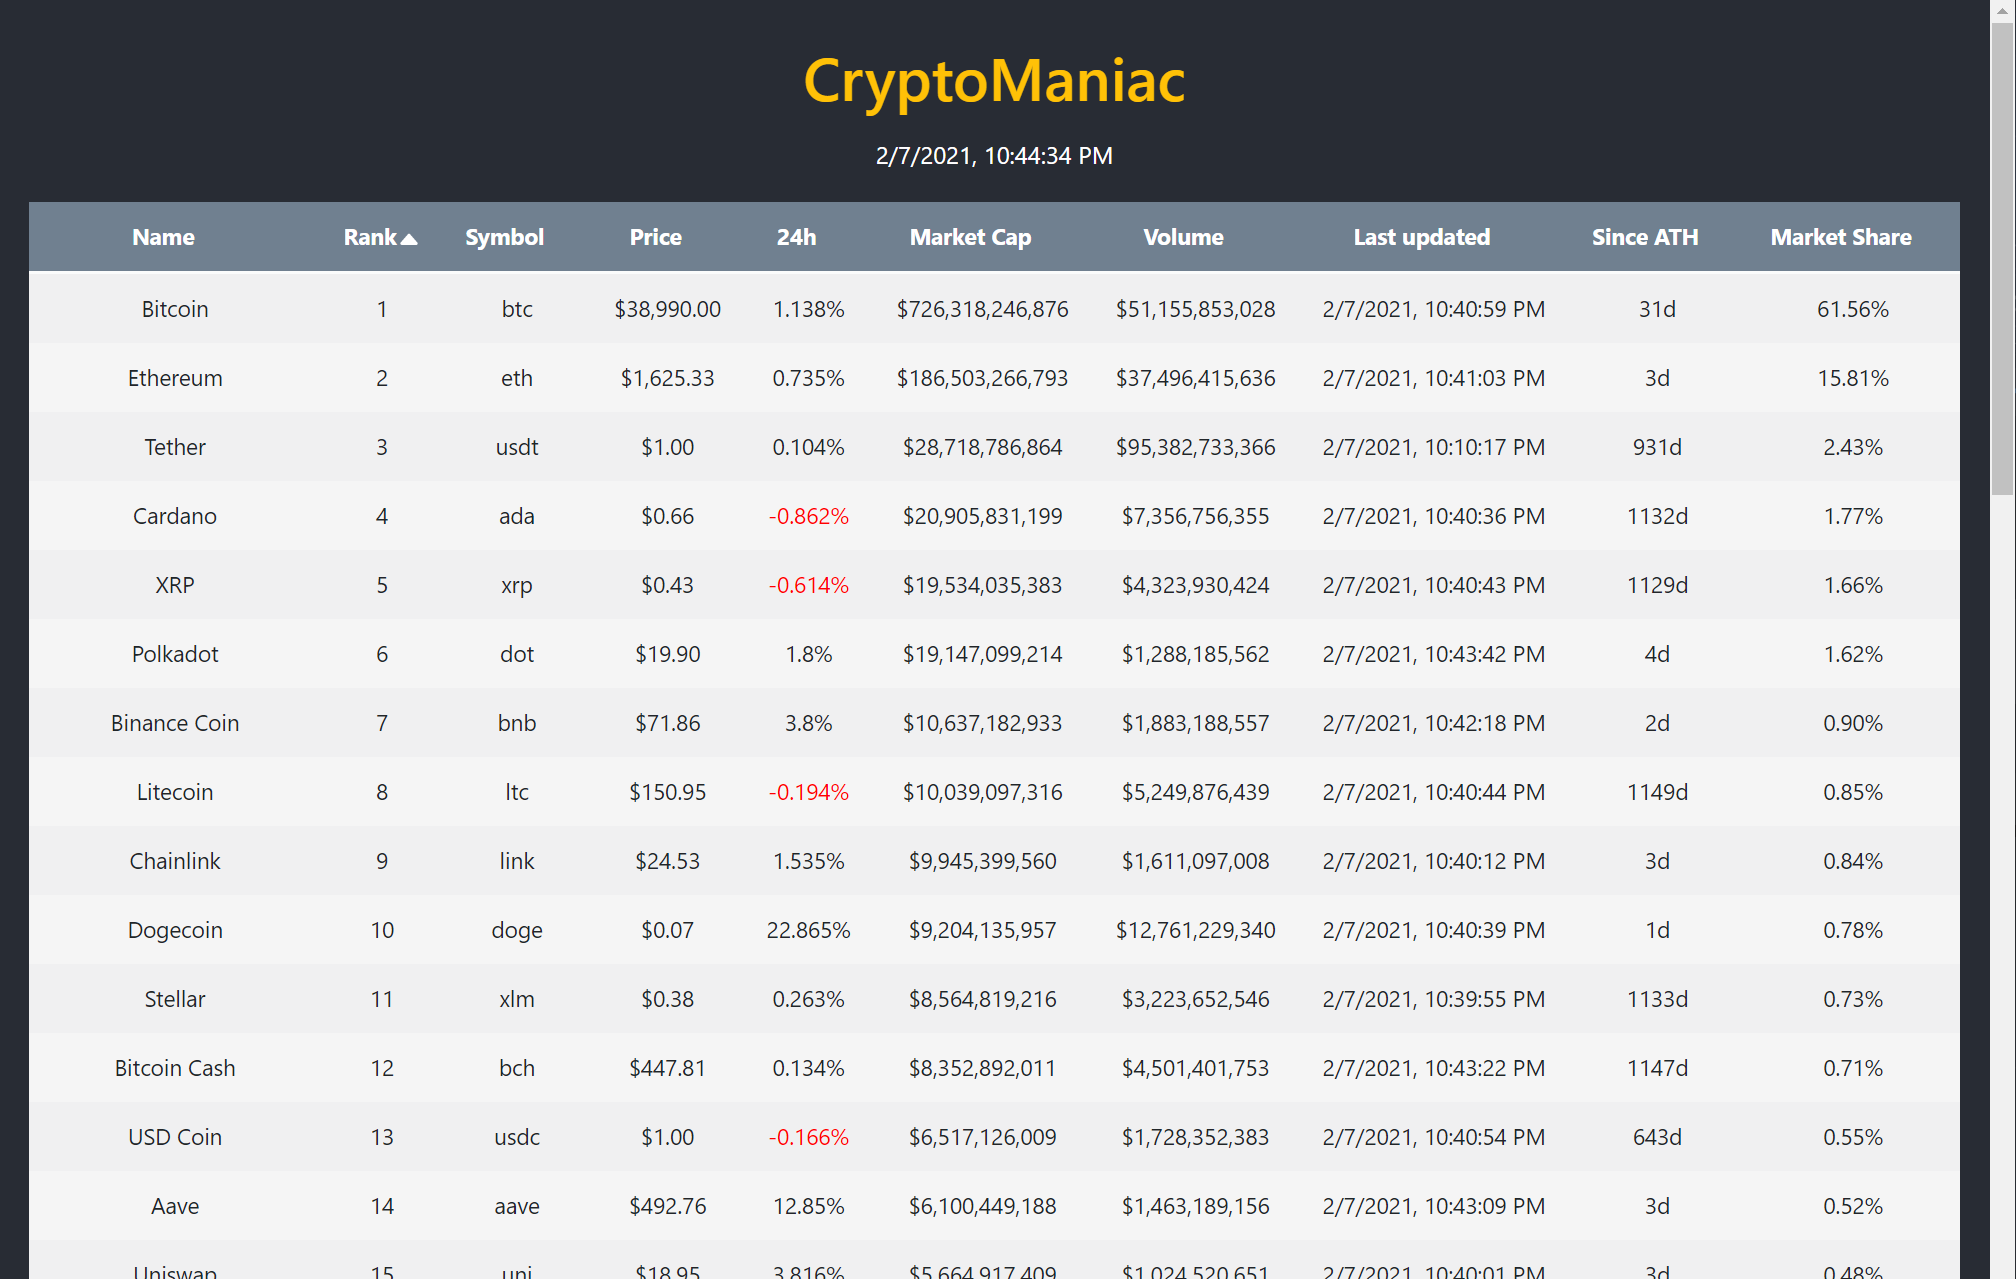 CryptoManiac
2/7/2021, 10:44:34 PM
Name Rank Symbol Price 24h Market Cap Volume Last updated Since ATH Market Share
Bitcoin 1 btc $38,990.00 1.138% $726,318,246,876 $51,155,853,028 2/7/2021, 10:40:59 PM 31d 61.56%
Ethereum 2 eth $1,625.33 0.735% $186,503,266,793 $37,496,415,636 2/7/2021, 10:41:03 PM 3d 15.81%
Tether 3 usdt $1.00 0.104% $28,718,786,864 $95,382,733,366 2/7/2021, 10:10:17 PM 931d 2.43%
Cardano 4 ada $0.66 -0.862% $20,905,831,199 $7,356,756,355 2/7/2021, 10:40:36 PM 1132d 1.77%
XRP 5 xrp $0.43 -0.614% $19,534,035,383 $4,323,930,424 2/7/2021, 10:40:43 PM 1129d 1.66%
Polkadot 6 dot $19.90 1.8% $19,147,099,214 $1,288,185,562 2/7/2021, 10:43:42 PM 4d 1.62%
Binance Coin 7 bnb $71.86 3.8% $10,637,182,933 $1,883,188,557 2/7/2021, 10:42:18 PM 2d 0.90%
Litecoin 8 ltc $150.95 -0.194% $10,039,097,316 $5,249,876,439 2/7/2021, 10:40:44 PM 1149d 0.85%
Chainlink 9 link $24.53 1.535% $9,945,399,560 $1,611,097,008 2/7/2021, 10:40:12 PM 3d 0.84%
Dogecoin 10 doge $0.07 22.865% $9,204,135,957 $12,761,229,340 2/7/2021, 10:40:39 PM 1d 0.78%
Stellar 11 xlm $0.38 0.263% $8,564,819,216 $3,223,652,546 2/7/2021, 10:39:55 PM 1133d 0.73%
Bitcoin Cash 12 bch $447.81 0.134% $8,352,892,011 $4,501,401,753 2/7/2021, 10:43:22 PM 1147d 0.71%
USD Coin 13 usdc $1.00 -0.166% $6,517,126,009 $1,728,352,383 2/7/2021, 10:40:54 PM 643d 0.55%
Aave 14 aave $492.76 12.85% $6,100,449,188 $1,463,189,156 2/7/2021, 10:43:09 PM 3d 0.52%
Uniswap 15 uni $18.95 3.816% $5,664,917,409 $1,024,520,651 2/7/2021, 10:40:01 PM 3d 0.48%